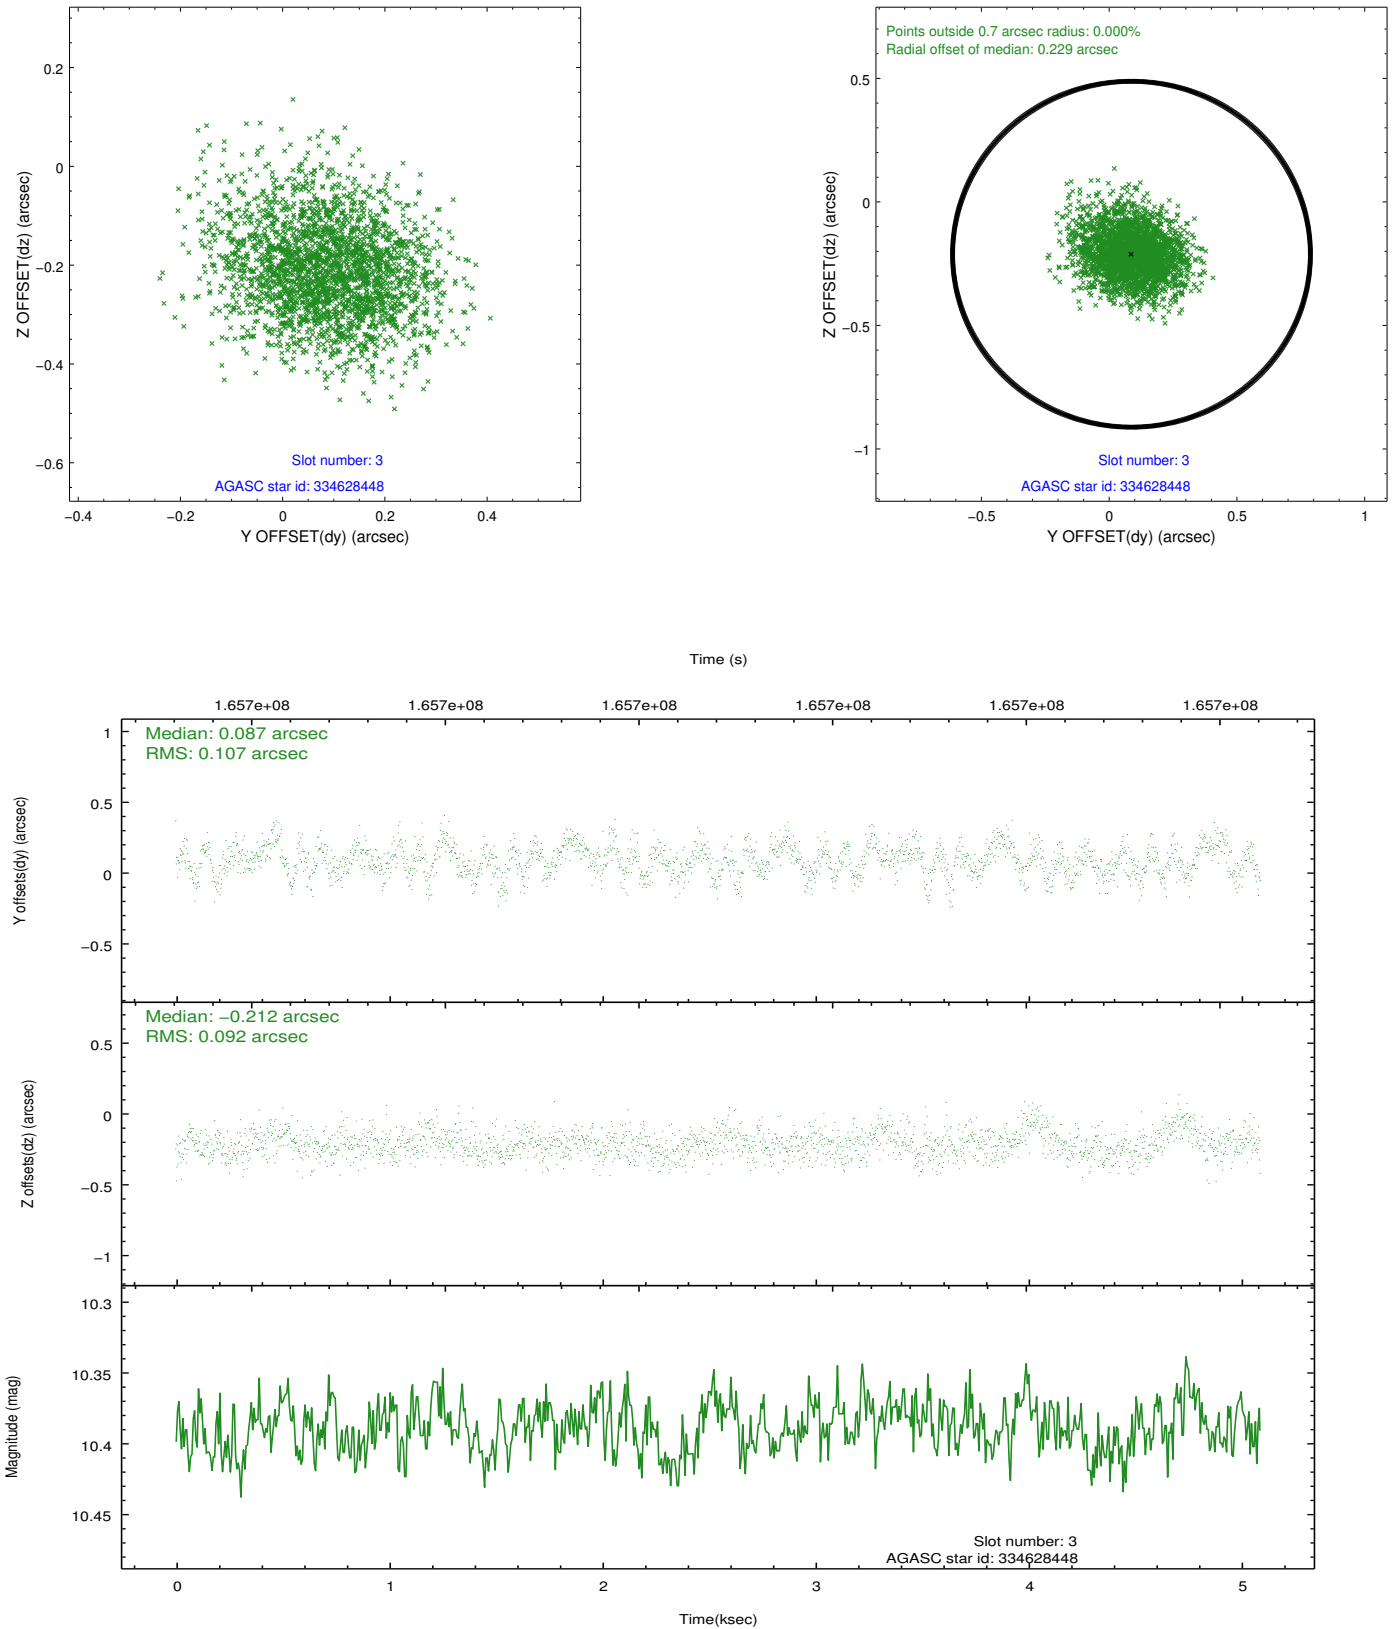 0.2
0
−0.2
−0.4
−0.6
Z OFFSET(dz) (arcsec)
Slot number: 3
AGASC star id: 334628448
−0.4 −0.2 0 0.2 0.4
Y OFFSET(dy) (arcsec)
Points outside 0.7 arcsec radius: 0.000%
Radial offset of median: 0.229 arcsec
0.5
0
−0.5
−1
Z OFFSET(dz) (arcsec)
Slot number: 3
AGASC star id: 334628448
−0.5 0 0.5 1
Y OFFSET(dy) (arcsec)
Time (s)
1.657e+08 1.657e+08 1.657e+08 1.657e+08 1.657e+08 1.657e+08
Median: 0.087 arcsec
RMS: 0.107 arcsec
1
0.5
0
−0.5
Y offsets(dy) (arcsec)
Median: −0.212 arcsec
RMS: 0.092 arcsec
0.5
0
−0.5
−1
Z offsets(dz) (arcsec)
10.3
10.35
10.4
10.45
Magnitude (mag)
Slot number: 3
AGASC star id: 334628448
0 1 2 3 4 5
Time(ksec)